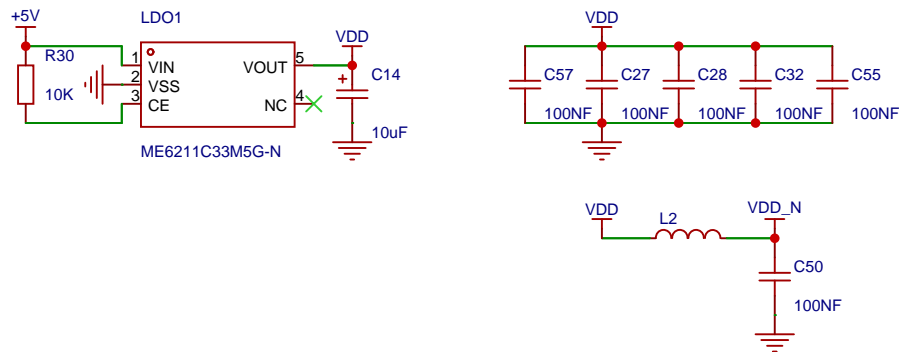 +5V
LDO1
R30
10K
1
VIN
2
VSS
3
CE
VOUT
5
NC
4
ME6211C33M5G-N
VDD
C14
+
10uF
VDD
C57
C27
C28
C32
C55
100NF
100NF
100NF
100NF
100NF
VDD
L2
VDD_N
C50
100NF